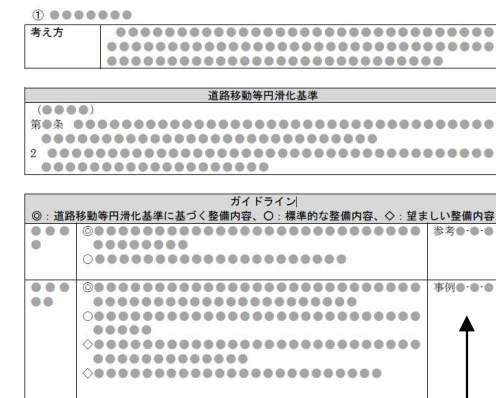 ① ●●●●●●●
考え方 ●●●●●●●●●●●●●●●●●●●●●●●●
●●●●●●●●●●●●●●●●●●●●●●●●●
●●●●●●●●●●●●●●●●●●●●●
道路移動等円滑化基準
(●●●●)
第●条 ●●●●●●●●●●●●●●●●●●●●●●●●●●
●●●●●●●●●●●●●●●●●●●●●
2 ●●●●●●●●●●●●●●●●●●●●●●●●●●●●
●●●●●●●●●●●●●●
ガイドライン
◎:道路移動等円滑化基準に基づく整備内容、○:標準的な整備内容、◇:望ましい整備内容
●●● ◎●●●●●●●●●●●●●●●●●●●●● 参考●-●-●
● ●●●●●●●●
○●●●●●●●●●●●●●●●●●●●●●
●●● ◎●●●●●●●●●●●●●●●●●●●●● 事例●-●-●
●● ●●●●●●●●●●●●●●●●●●●●●
○●●●●●●●●●●●●●●●●●●●●●●●●●●
●●●●●
◇●●●●●●●●●●●●●●●●●●●●●●●●●●
●●●●●●●●●●●●●
◇●●●●●●●●●●●●●●●●●●●●●●●●